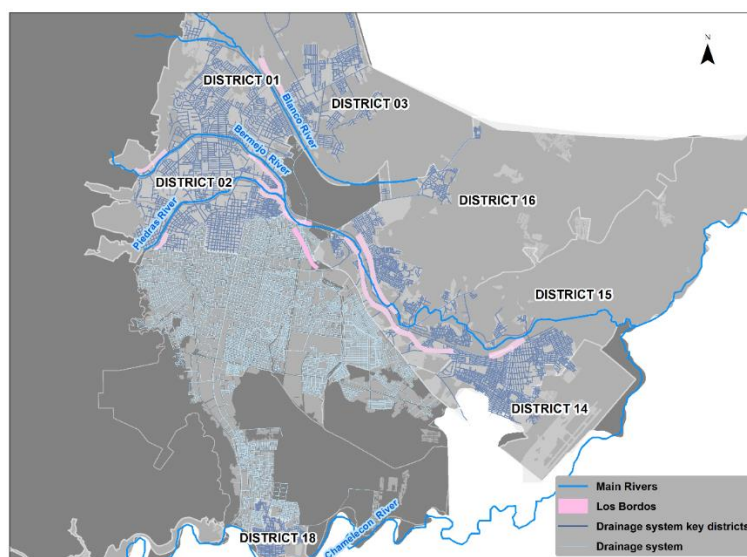 N
DISTRICT 01
DISTRICT 03
Blanco River
Bermejo River
DISTRICT 02
Piedras River
DISTRICT 16
DISTRICT 15
DISTRICT 14
DISTRICT 18
Chamelecon River
Main Rivers
Los Bordos
Drainage system key districts
Drainage system